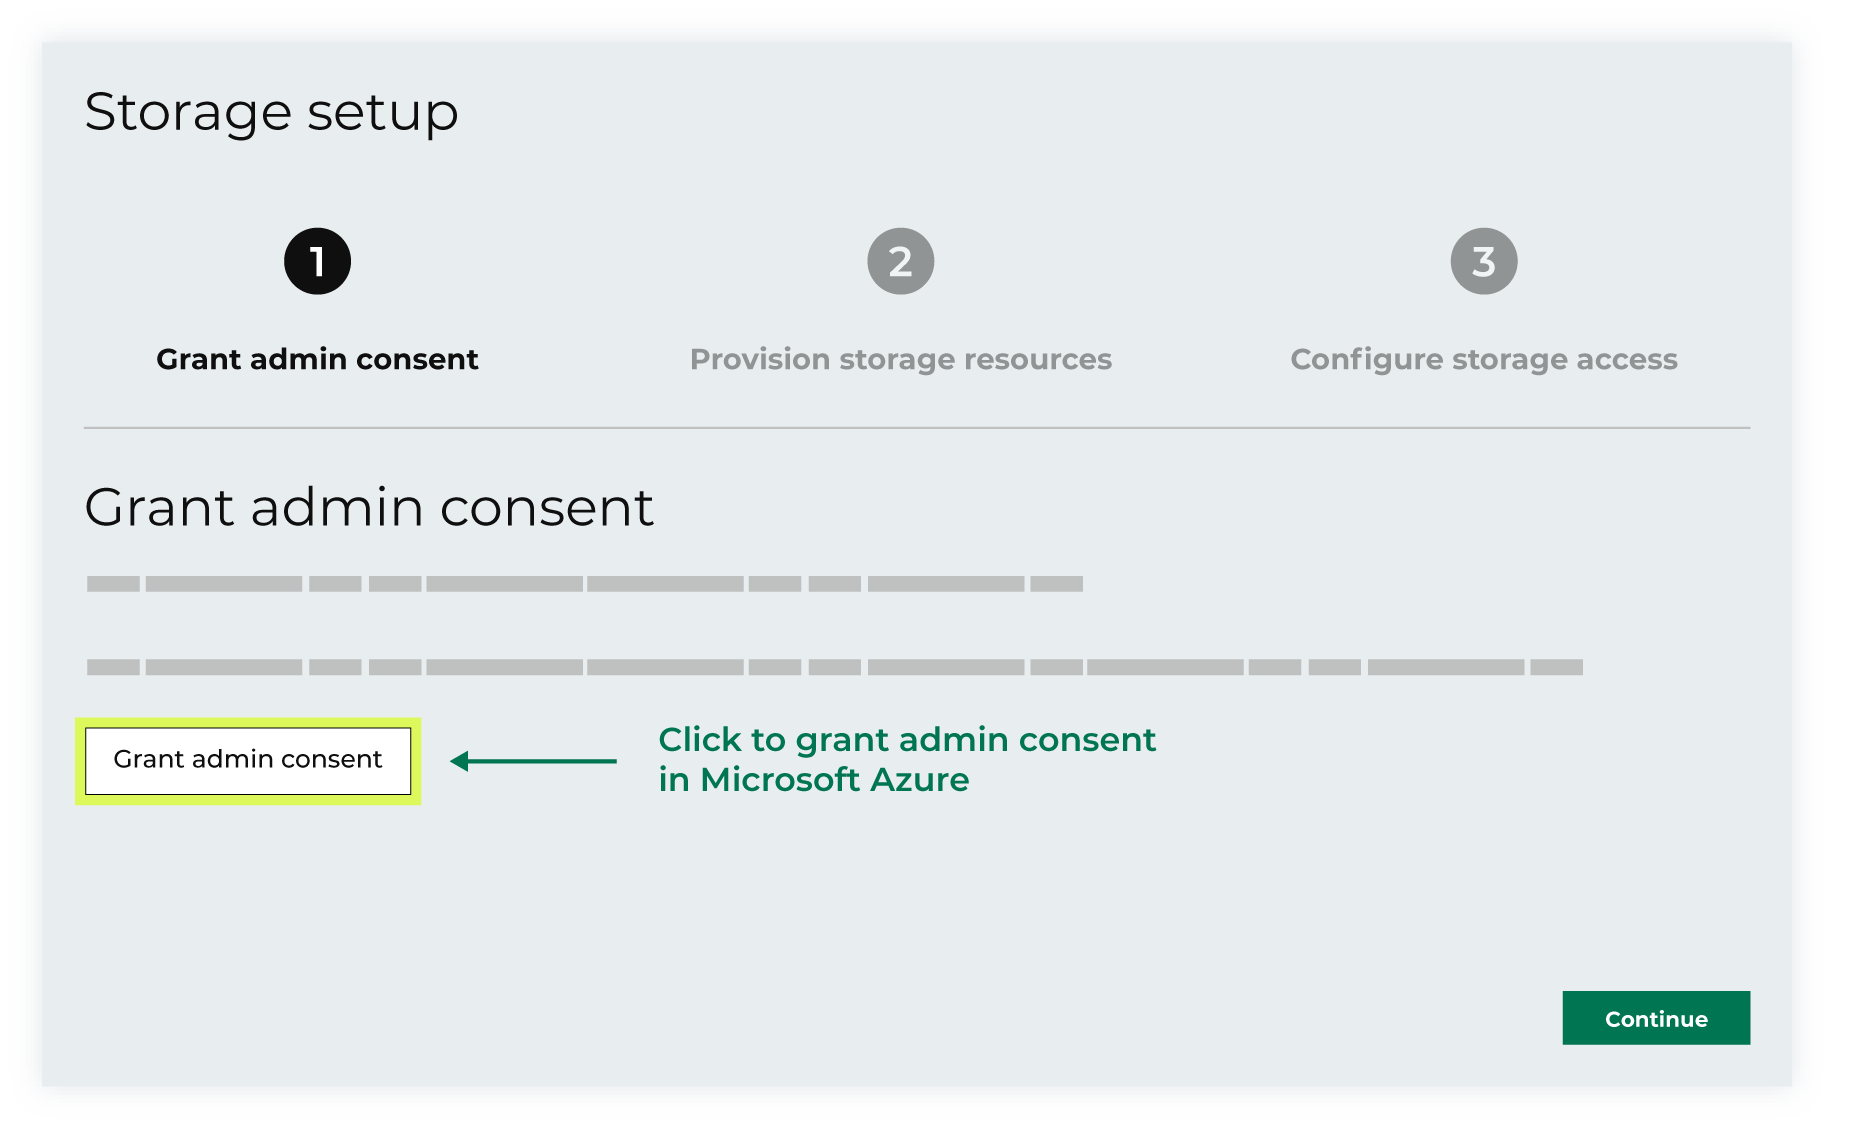 Storage setup
1
2
3
Grant admin consent
Provision storage resources
Configure storage access
Grant admin consent
Grant admin consent
Click to grant admin consent
in Microsoft Azure
Continue